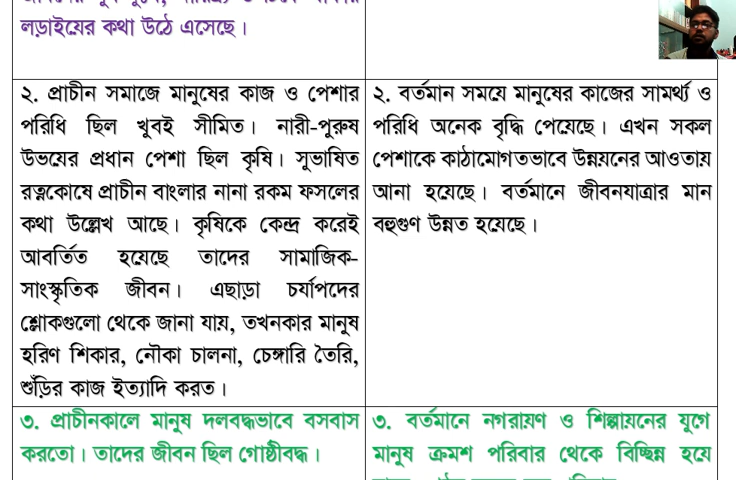 লড়াইয়ের কথা উঠে এসেছে।
২. প্রাচীন সমাজে মানুষের কাজ ও পেশার
পরিধি ছিল খুবই সীমিত। নারী-পুরুষ
উভয়ের প্রধান পেশা ছিল কৃষি। সুভাষিত
রত্নকোষে প্রাচীন বাংলার নানা রকম ফসলের
কথা উল্লেখ আছে। কৃষিকে কেন্দ্র করেই
আবর্তিত হয়েছে তাদের সামাজিক-
সাংস্কৃতিক জীবন। এছাড়া চর্যাপদের
শ্লোকগুলো থেকে জানা যায়, তখনকার মানুষ
হরিণ শিকার, নৌকা চালনা, চেঙ্গারি তৈরি,
শুঁড়ির কাজ ইত্যাদি করত।
২. বর্তমান সময়ে মানুষের কাজের সামর্থ্য ও
পরিধি অনেক বৃদ্ধি পেয়েছে। এখন সকল
পেশাকে কাঠামোগতভাবে উন্নয়নের আওতায়
আনা হয়েছে। বর্তমানে জীবনযাত্রার মান
বহুগুণ উন্নত হয়েছে।
৩. প্রাচীনকালে মানুষ দলবদ্ধভাবে বসবাস
করতো। তাদের জীবন ছিল গোষ্ঠীবদ্ধ।
৩. বর্তমানে নগরায়ণ ও শিল্পায়নের যুগে
মানুষ ক্রমশ পরিবার থেকে বিচ্ছিন্ন হয়ে